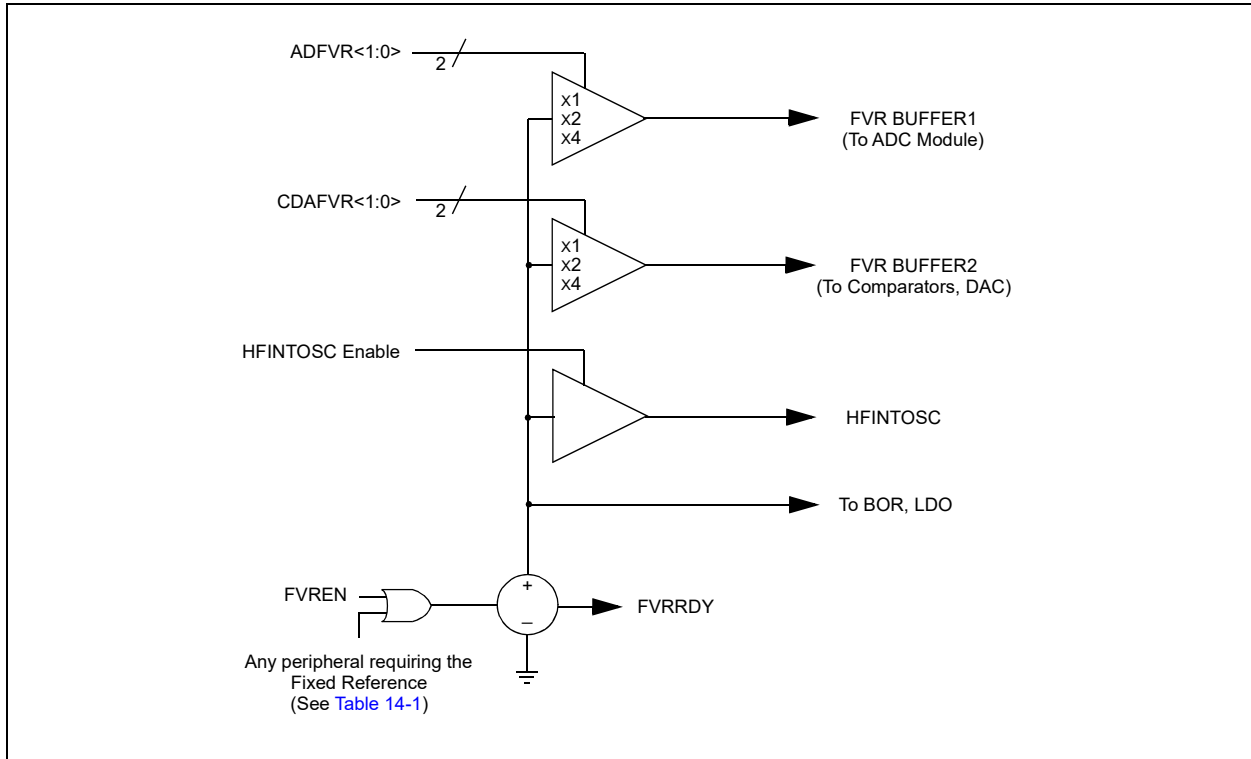 ADFVR<1:0>
2
x1
x2
x4
FVR BUFFER1
(To ADC Module)
CDAFVR<1:0>
2
x1
x2
x4
FVR BUFFER2
(To Comparators, DAC)
HFINTOSC Enable
HFINTOSC
To BOR, LDO
FVREN
+
_
FVRRDY
Any peripheral requiring the
Fixed Reference
(See Table 14-1)